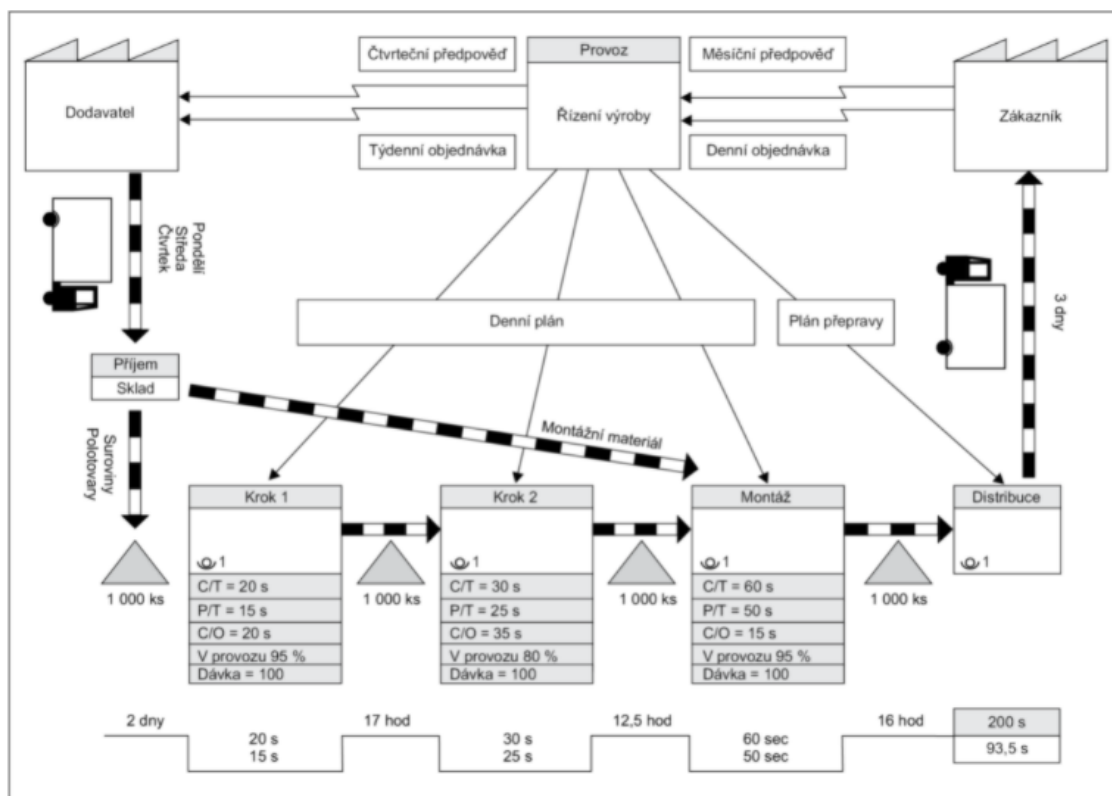 Čtvrteční předpověď
Provoz
Měsíční předpověď
Dodavatel
Řízení výroby
Zákazník
Týdenní objednávka
Denní objednávka
Pondělí
Středa
Čtvrtek
Denní plán
Plán přepravy
3 dny
Příjem
Sklad
Montážní materiál
Suroviny
Polotovary
Krok 1
Krok 2
Montáž
Distribuce
1
1
1
1
1 000 ks
C/T = 20 s
P/T = 15 s
C/O = 20 s
V provozu 95 %
Dávka = 100
1 000 ks
C/T = 30 s
P/T = 25 s
C/O = 35 s
V provozu 80 %
Dávka = 100
1 000 ks
C/T = 60 s
P/T = 50 s
C/O = 15 s
V provozu 95 %
Dávka = 100
1 000 ks
2 dny
17 hod
12,5 hod
16 hod
200 s
20 s
15 s
30 s
25 s
60 sec
50 sec
93,5 s